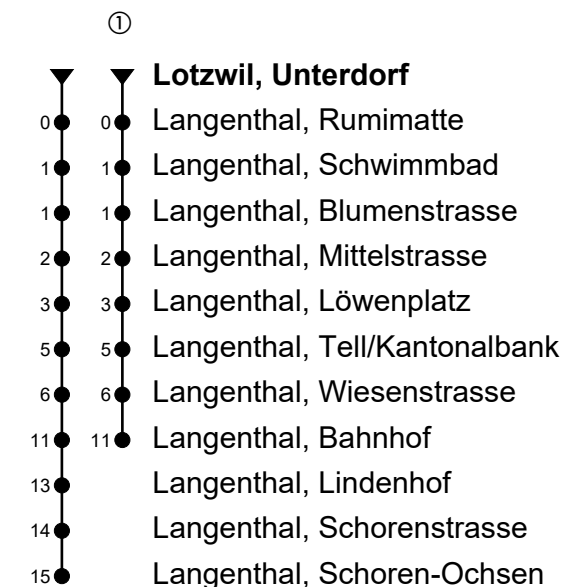 ①
Lotzwil, Unterdorf
0 0 Langenthal, Rumimatte
1 1 Langenthal, Schwimmbad
1 1 Langenthal, Blumenstrasse
2 2 Langenthal, Mittelstrasse
3 3 Langenthal, Löwenplatz
5 5 Langenthal, Tell/Kantonalbank
6 6 Langenthal, Wiesenstrasse
11 11 Langenthal, Bahnhof
13 Langenthal, Lindenhof
14 Langenthal, Schorenstrasse
15 Langenthal, Schoren-Ochsen